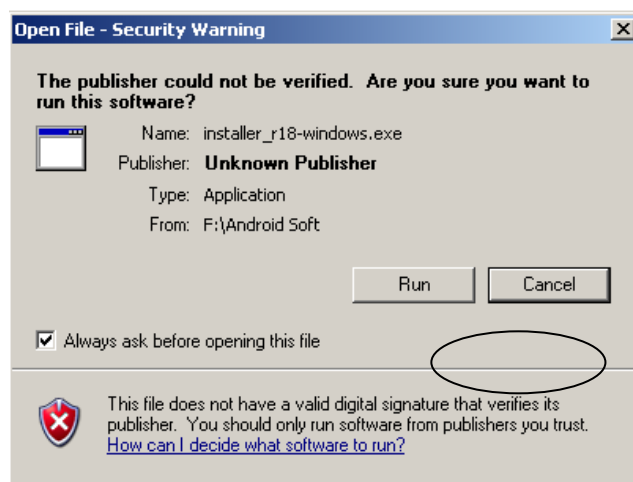 Open File - Security Warning
The publisher could not be verified. Are you sure you want to
run this software?
Name: installer_r18-windows.exe
Publisher: Unknown Publisher
Type: Application
From: F:\Android Soft
Run Cancel
Always ask before opening this file
This file does not have a valid digital signature that verifies its
publisher. You should only run software from publishers you trust.
How can I decide what software to run?